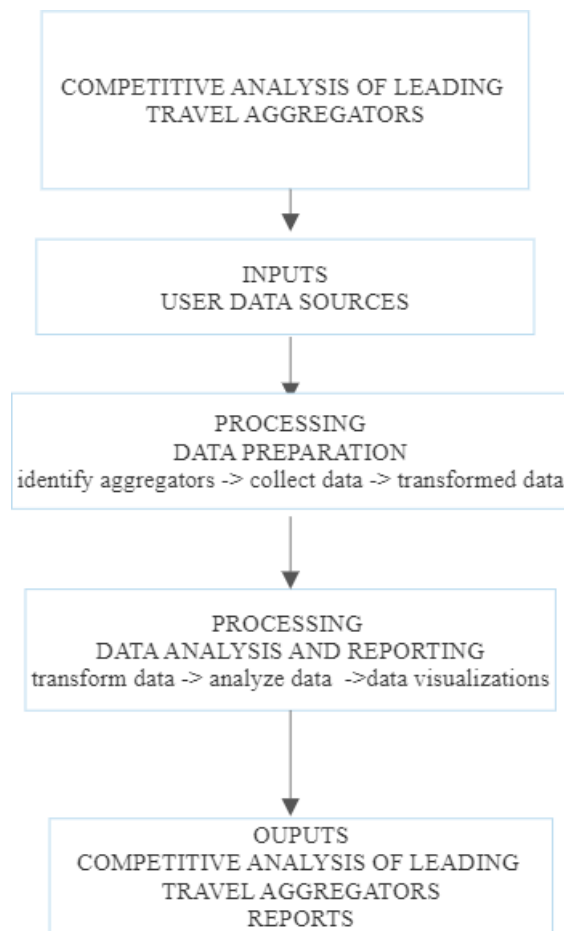 COMPETITIVE ANALYSIS OF LEADING
TRAVEL AGGREGATORS
INPUTS
USER DATA SOURCES
PROCESSING
DATA PREPARATION
identify aggregators -> collect data -> transformed data
PROCESSING
DATA ANALYSIS AND REPORTING
transform data -> analyze data ->data visualizations
OUPUTS
COMPETITIVE ANALYSIS OF LEADING
TRAVEL AGGREGATORS
REPORTS